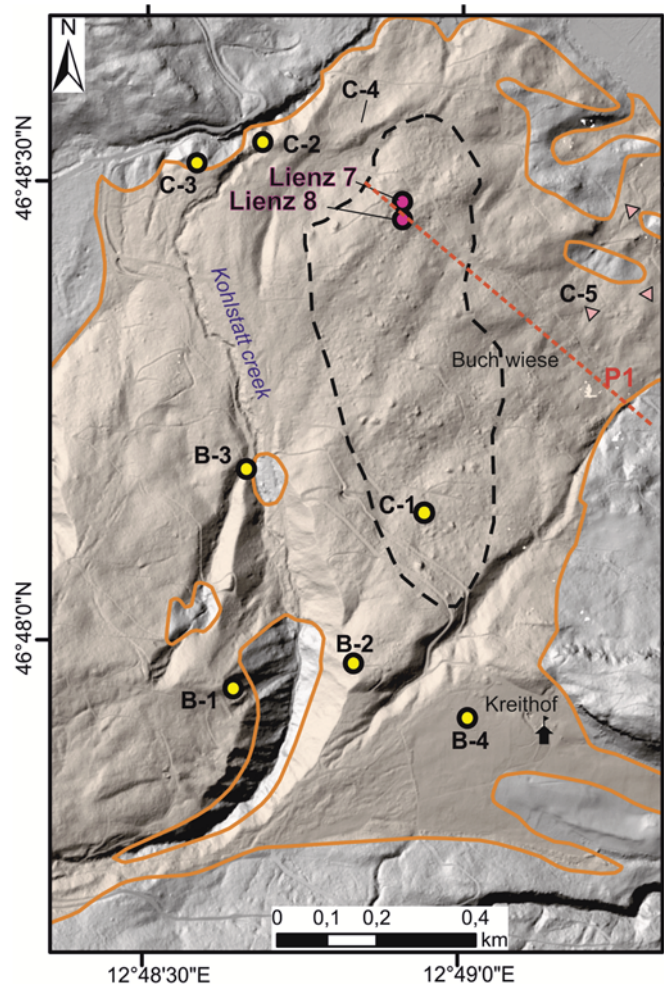 N
C-4
C-2
C-3
46°48'30"N
Lienz 7
Lienz 8
Kohlstatt creek
C-5
Buch wiese
P1
B-3
C-1
46°48'0"N
B-2
B-1
Kreithof
B-4
0 0,1 0,2 0,4
km
12°48'30"E 12°49'0"E